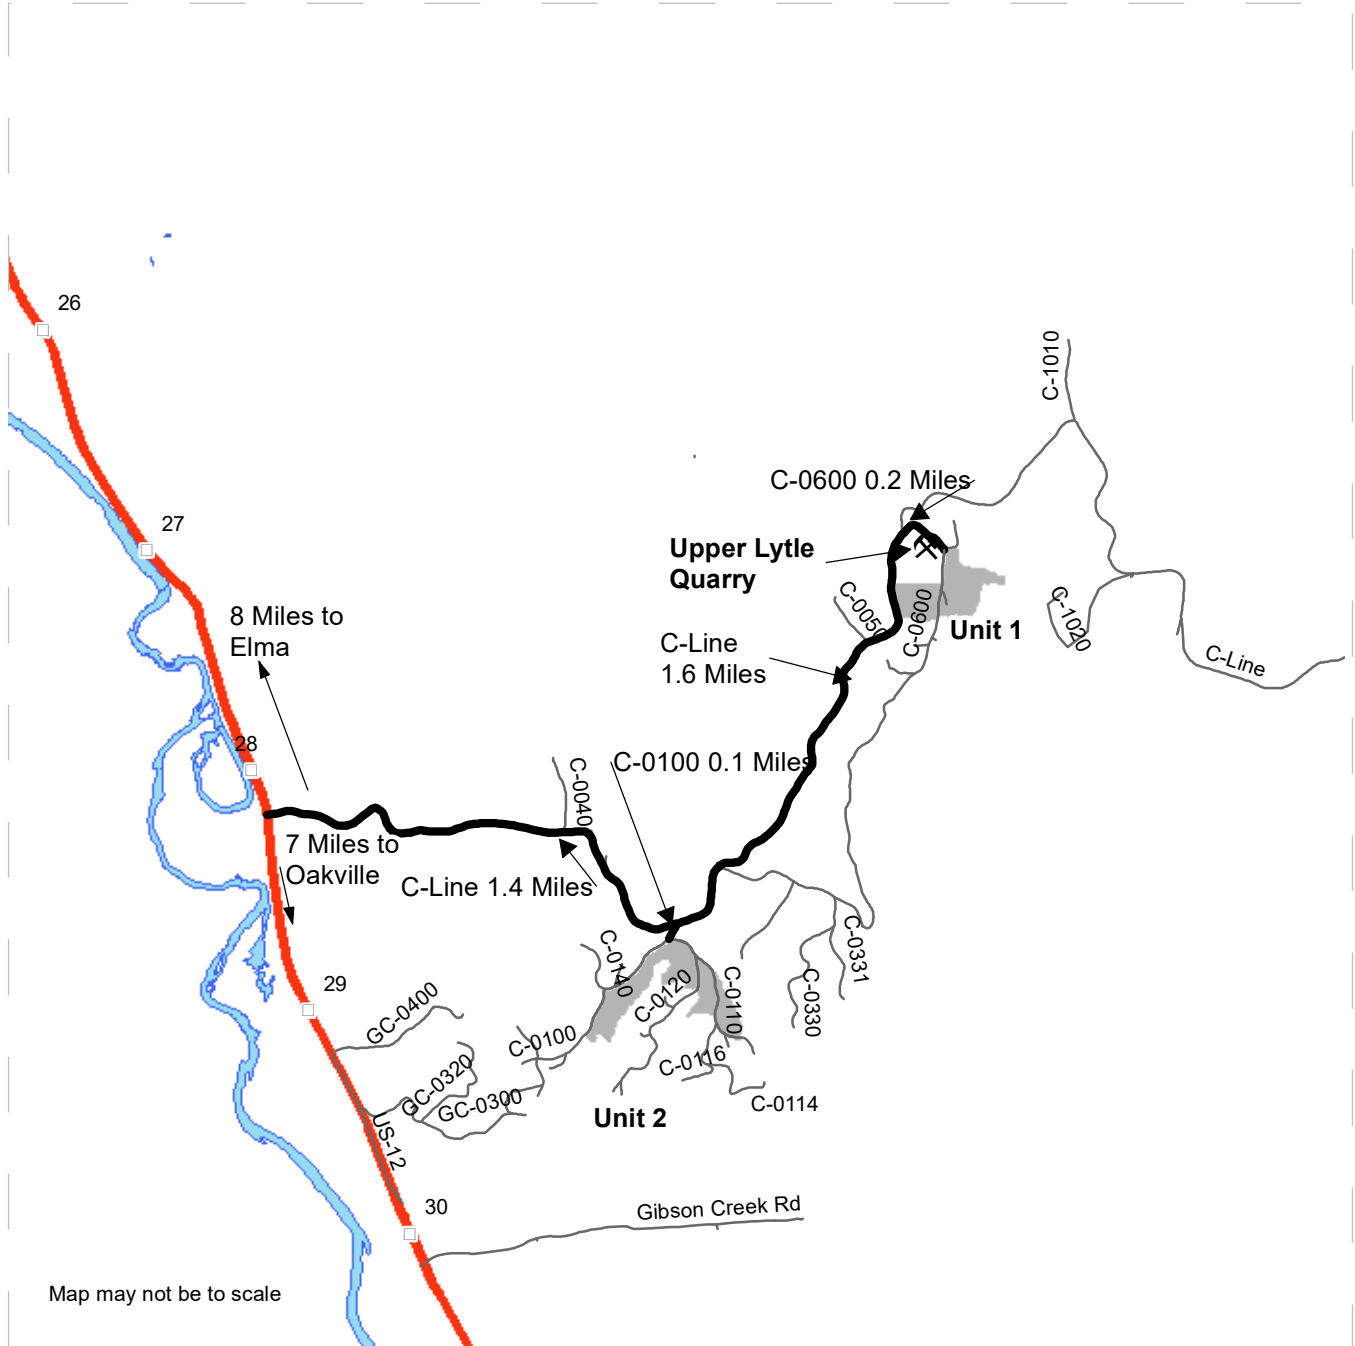 26
C-1010
C-0600 0.2 Miles
27
Upper Lytle
Quarry
C-0050
C-0600
C-1020
8 Miles to
Elma
Unit 1
C-Line
1.6 Miles
C-Line
28
C-0100 0.1 Miles
C-0040
7 Miles to
Oakville
C-Line 1.4 Miles
C-0140
C-0120
C-0110
C-0330
C-0331
29
GC-0400
C-0100
GC-0320
C-0116
GC-0300
C-0114
Unit 2
US-12
30
Gibson Creek Rd
Map may not be to scale